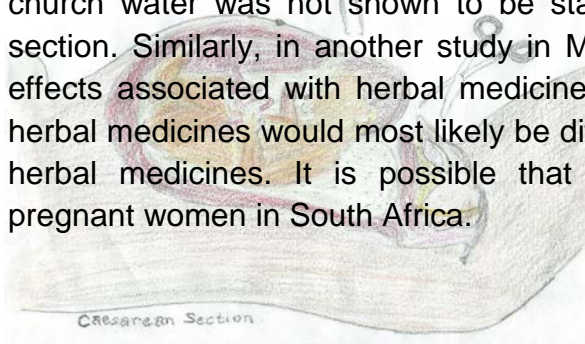 church water was not shown to be sta
section. Similarly, in another study in M
effects associated with herbal medicine
herbal medicines would most likely be di
herbal medicines. It is possible that
pregnant women in South Africa.
Caesarean Section